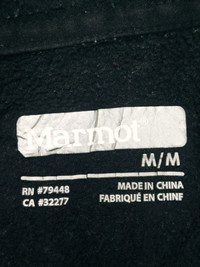 Marmot
M/M
RN #79448
MADE IN CHINA
CA #32277
FABRIQUÉ EN CHINE